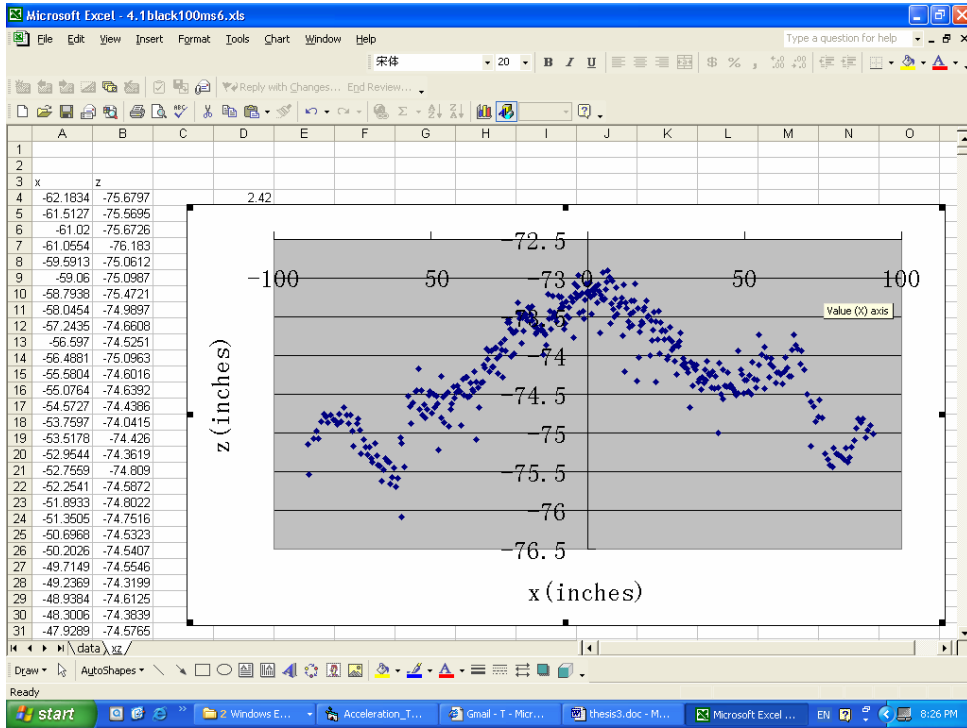 Microsoft Excel - 4.1black100ms6.xls
File Edit View Insert Format Tools Chart Window Help Type a question for help
宋体 20 B I U $ % ,
Reply with Changes... End Review...
A B C D E F G H I J K L M N O
1
2
3 x z
4 -62.1834 -75.6797 2.42
5 -61.5127 -75.5695
6 -61.02 -75.6726
7 -61.0554 -76.183
8 -59.5913 -75.0612
9 -59.06 -75.0987
10 -58.7938 -75.4721
11 -58.0454 -74.9897
12 -57.2435 -74.6608
13 -56.597 -74.5251
14 -56.4881 -75.0963
15 -55.5804 -74.6016
16 -55.0764 -74.6392
17 -54.5727 -74.4386
18 -53.7597 -74.0415
19 -53.5178 -74.426
20 -52.9544 -74.3619
21 -52.7559 -74.809
22 -52.2541 -74.5872
23 -51.8933 -74.8022
24 -51.3505 -74.7516
25 -50.6968 -74.5323
26 -50.2026 -74.5407
27 -49.7149 -74.5546
28 -49.2369 -74.3199
29 -48.9384 -74.6125
30 -48.3006 -74.3839
31 -47.9289 -74.5765
-72.5
-100 50 -73 0 50 100
Value (X) axis
-73.5
-74
-74.5
-75
-75.5
-76
-76.5
z(inches)
x(inches)
data xz
Draw AutoShapes
Ready
start 2 Windows E... Acceleration_T... Gmail - T - Micr... thesis3.doc - M... Microsoft Excel ... EN 8:26 PM